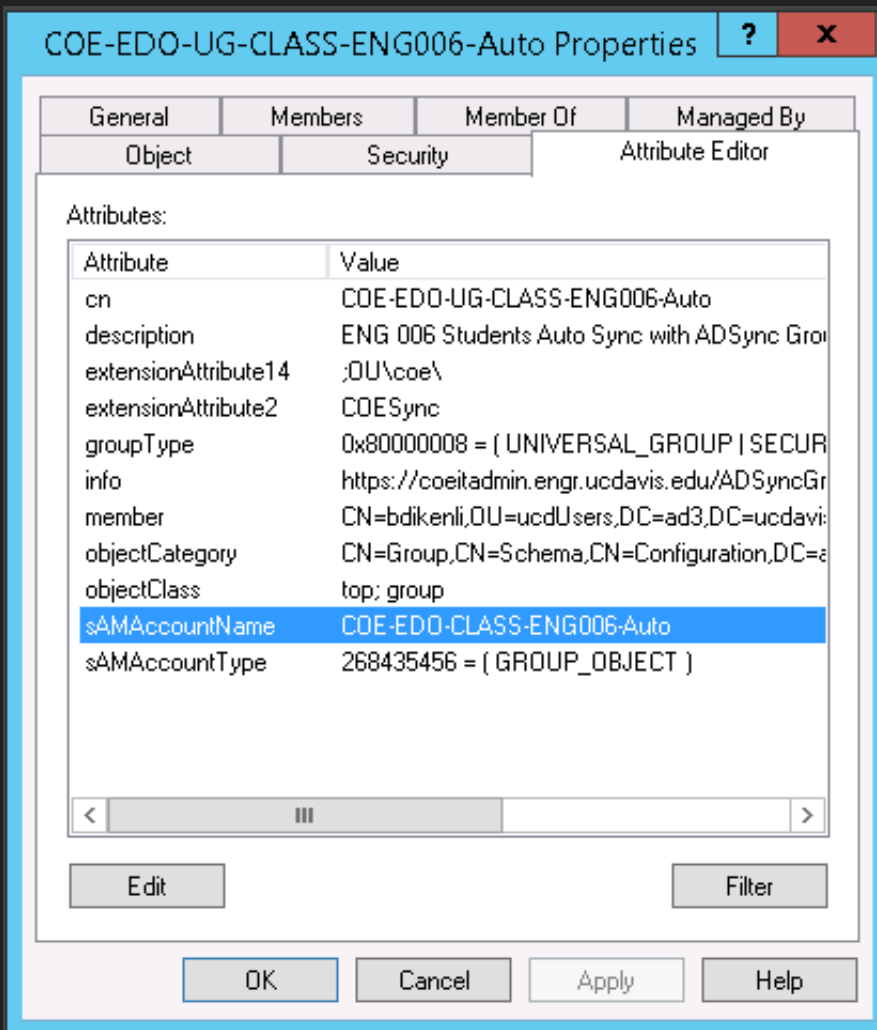 COE-EDO-UG-CLASS-ENG006-Auto Properties ? x
General Members Member Of Managed By
Object Security Attribute Editor
Attributes:
Attribute Value
cn COE-EDO-UG-CLASS-ENG006-Auto
description ENG 006 Students Auto Sync with ADSync Grou
extensionAttribute14 ;OU\coe\
extensionAttribute2 COESync
groupType 0x80000008 = ( UNIVERSAL_GROUP | SECUR
info https://coeitadmin.engr.ucdavis.edu/ADSyncGr
member CN=bdikenli,OU=ucdUsers,DC=ad3,DC=ucdavis
objectCategory CN=Group,CN=Schema,CN=Configuration,DC=a
objectClass top; group
sAMAccountName COE-EDO-CLASS-ENG006-Auto
sAMAccountType 268435456 = ( GROUP_OBJECT )
Edit Filter
OK Cancel Apply Help